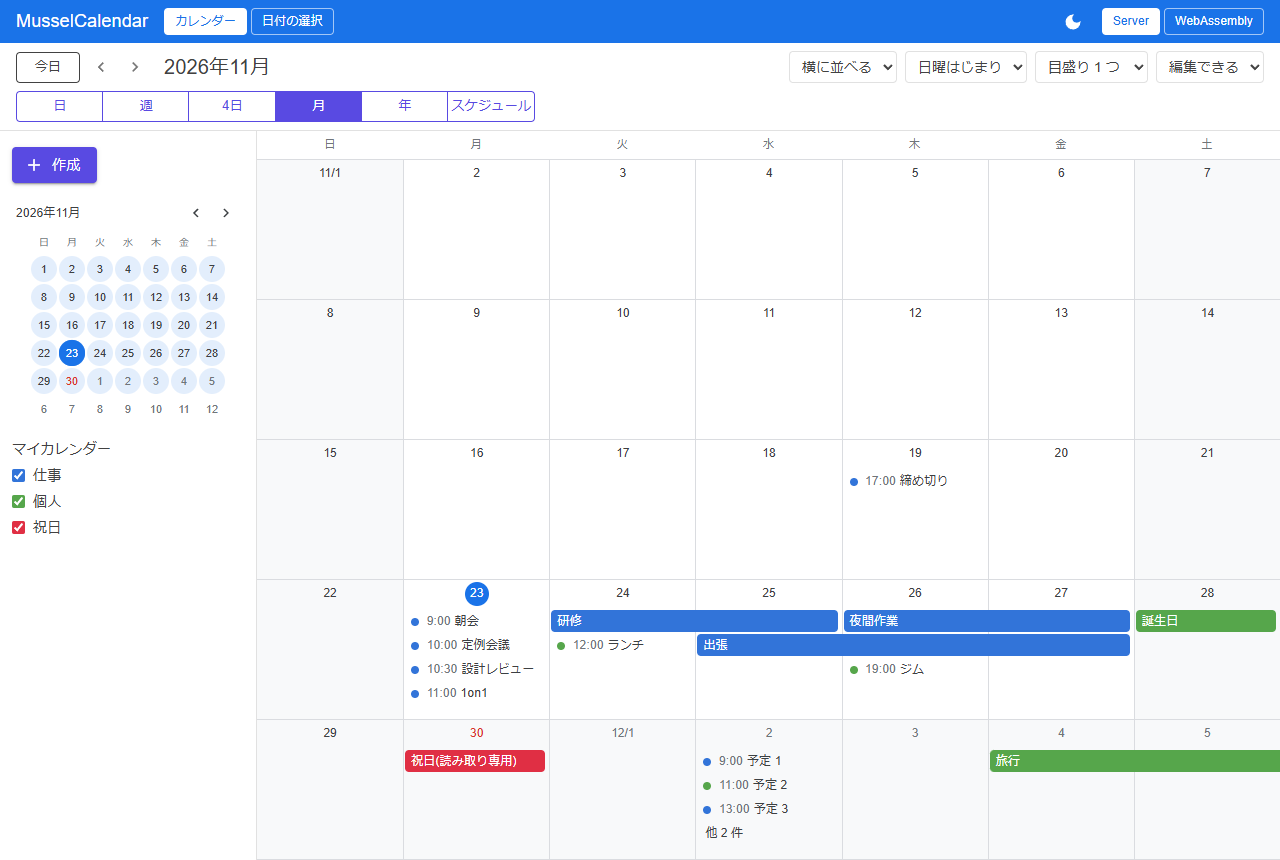 MusselCalendar カレンダー 日付の選択 Server WebAssembly
今日 2026年11月 横に並べる 日曜はじまり 目盛り1つ 編集できる
日 週 4日 月 年 スケジュール
作成
2026年11月
日 月 火 水 木 金 土
1 2 3 4 5 6 7
8 9 10 11 12 13 14
15 16 17 18 19 20 21
22 23 24 25 26 27 28
29 30 1 2 3 4 5
6 7 8 9 10 11 12
マイカレンダー
仕事
個人
祝日
日 月 火 水 木 金 土
11/1 2 3 4 5 6 7
8 9 10 11 12 13 14
15 16 17 18 19 20 21
17:00 締め切り
22 23 24 25 26 27 28
9:00 朝会 研修 夜間作業 誕生日
10:00 定例会議 12:00 ランチ 出張
10:30 設計レビュー 19:00 ジム
11:00 1on1
29 30 12/1 2 3 4 5
祝日(読み取り専用) 9:00 予定 1 旅行
11:00 予定 2
13:00 予定 3
他 2 件